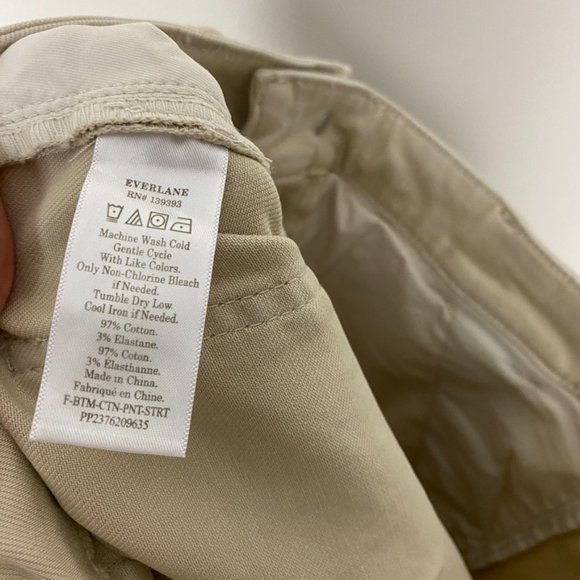 EVERLANE
RN# 139393
Machine Wash Cold
Gentle Cycle
With Like Colors.
Only Non-Chlorine Bleach
if Needed.
Tumble Dry Low
Cool Iron if Needed.
97% Cotton.
3% Elastane.
97% Coton.
3% Élasthanne.
Made in China.
Fabriqué en Chine.
F-BTM-CTN-PNT-STRT
PP2376209635